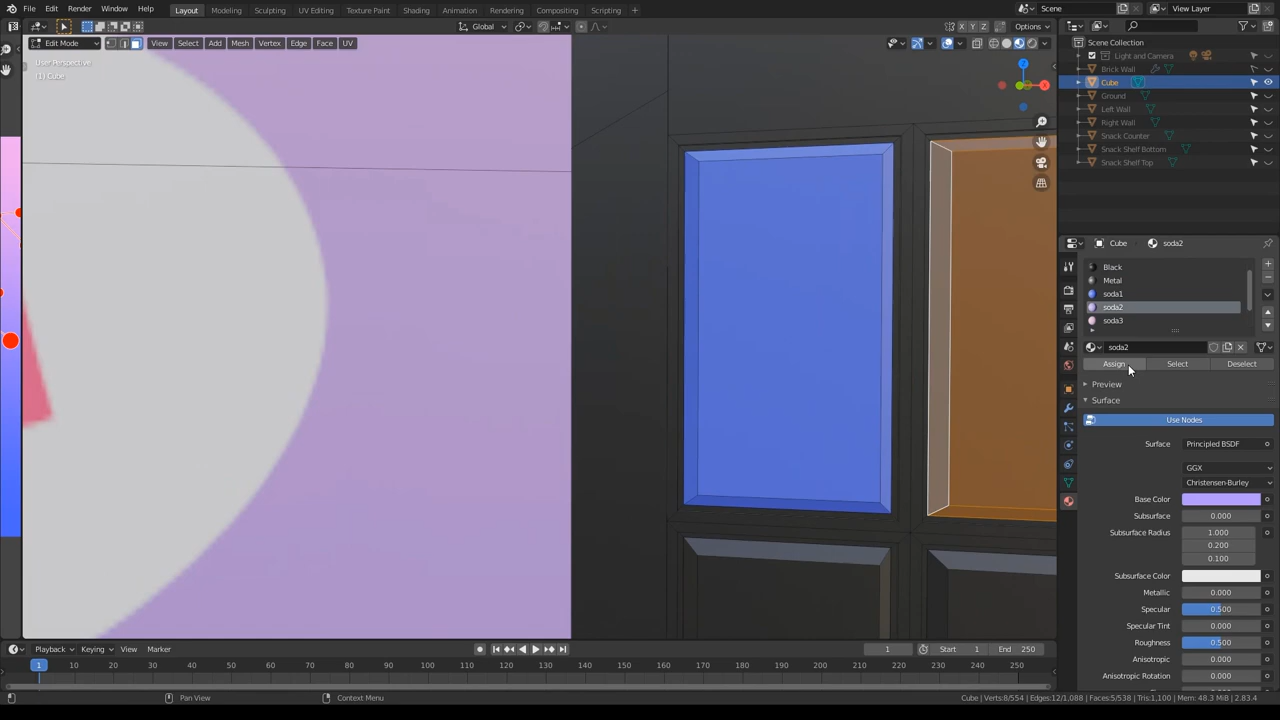 File Edit Render Window Help Layout Modeling Sculpting UV Editing Texture Paint Shading Animation Rendering Compositing Scripting + Scene View Layer
Global X Y Z Options
Edit Mode View Select Add Mesh Vertex Edge Face UV
User Perspective
(1) Cube
Scene Collection
Light and Camera
Brick Wall
Cube
Ground
Left Wall
Right Wall
Snack Counter
Snack Shelf Bottom
Snack Shelf Top
Cube soda2
Black
Metal
soda1
soda2
soda3
soda2
Assign Select Deselect
Preview
Surface
Use Nodes
Surface Principled BSDF
GGX
Christensen-Burley
Base Color
Subsurface 0.000
Subsurface Radius 1.000
0.200
0.100
Subsurface Color
Metallic 0.000
Specular 0.500
Specular Tint 0.000
Roughness 0.500
Anisotropic 0.000
Anisotropic Rotation 0.000
Playback Keying View Marker 1 Start 1 End 250
1 10 20 30 40 50 60 70 80 90 100 110 120 130 140 150 160 170 180 190 200 210 220 230 240 250
Pan View Context Menu Cube | Verts:8/554 | Edges:12/1,088 | Faces:5/538 | Tris:1,100 | Mem: 48.3 MiB | 2.83.4